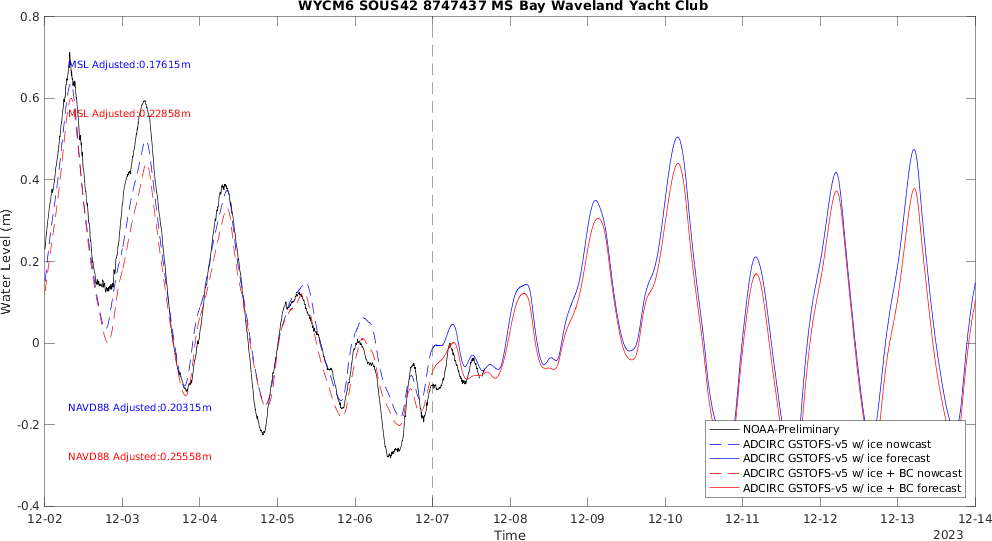 WYCM6 SOUS42 8747437 MS Bay Waveland Yacht Club
0.8
0.6
0.4
0.2
0
-0.2
-0.4
Water Level (m)
MSL Adjusted:0.17615m
MSL Adjusted:0.22858m
NAVD88 Adjusted:0.20315m
NAVD88 Adjusted:0.25558m
NOAA-Preliminary
ADCIRC GSTOFS-v5 w/ ice nowcast
ADCIRC GSTOFS-v5 w/ ice forecast
ADCIRC GSTOFS-v5 w/ ice + BC nowcast
ADCIRC GSTOFS-v5 w/ ice + BC forecast
12-02 12-03 12-04 12-05 12-06 12-07 12-08 12-09 12-10 12-11 12-12 12-13 12-14
Time
2023